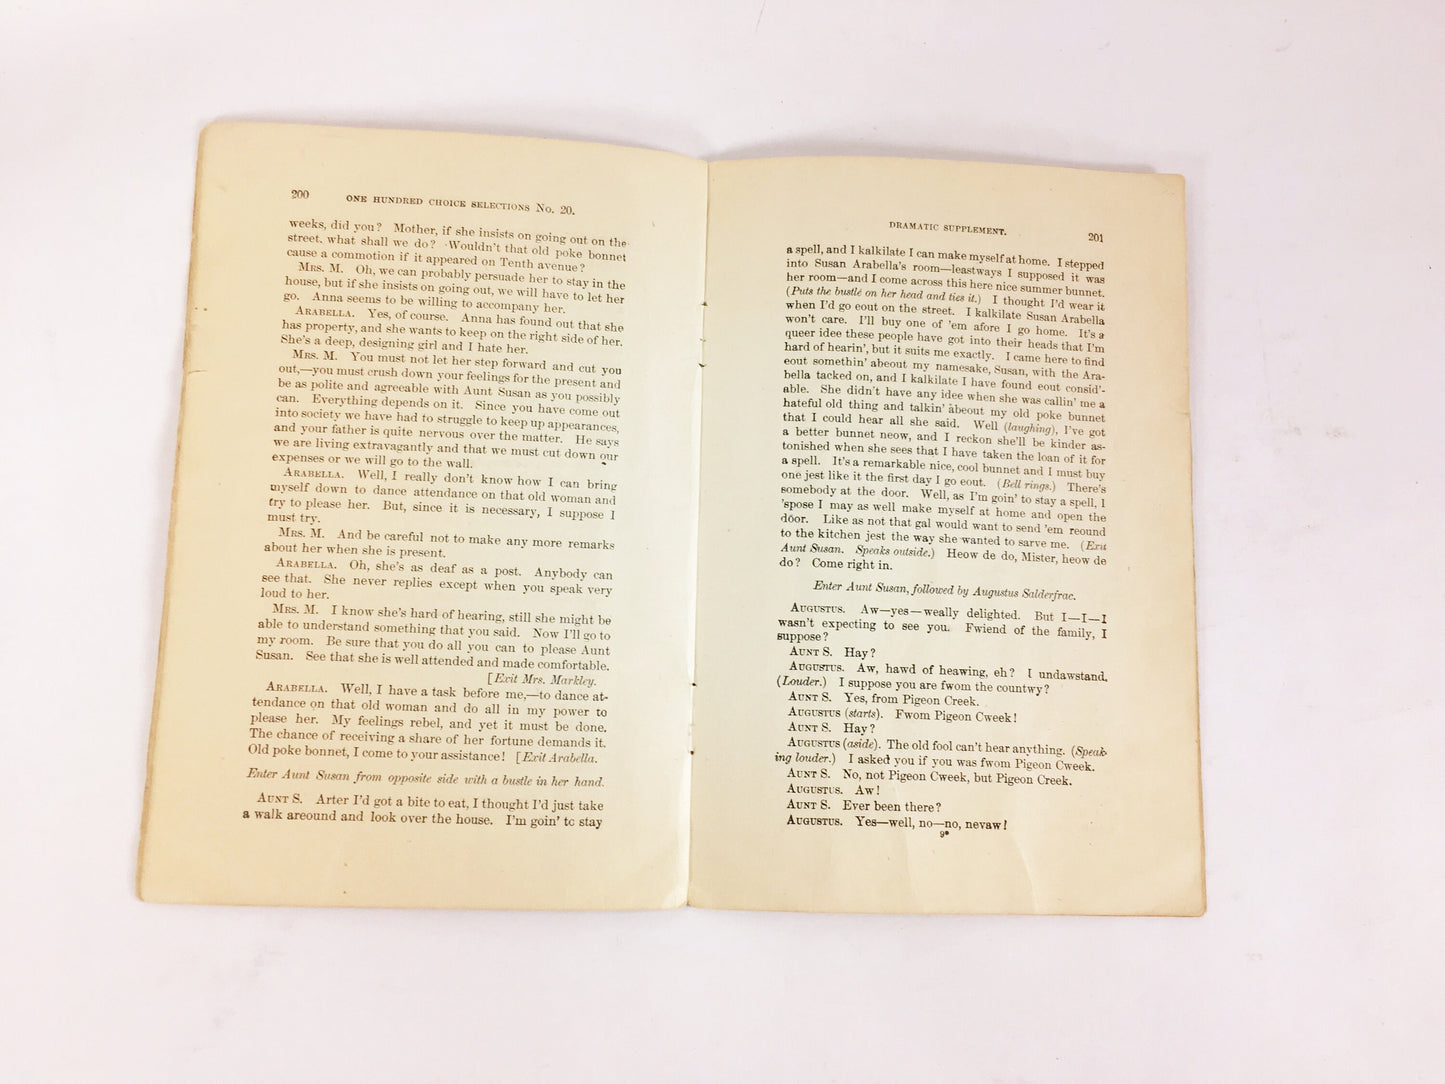 200 ONE HUNDRED CHOICE SELECTIONS No. 20.
weeks, did you? Mother, if she insists on going out on the
street, what shall we do? Wouldn't that old poke bonnet
cause a commotion if it appeared on Tenth avenue?
MRS. M. Oh, we can probably persuade her to stay in the
house, but if she insists on going out, we will have to let her
go. Anna seems to be willing to accompany her.
ARABELLA. Yes, of course. Anna has found out that she
has property, and she wants to keep on the right side of her.
She's a deep, designing girl and I hate her.
MRS. M. You must not let her step forward and cut you
out,—you must crush down your feelings for the present and
be as polite and agreeable with Aunt Susan as you possibly
can. Everything depends on it. Since you have come out
into society we have had to struggle to keep up appearances,
and your father is quite nervous over the matter. He says
we are living extravagantly and that we must cut down our
expenses or we will go to the wall.
ARABELLA. Well, I really don't know how I can bring
myself down to dance attendance on that old woman and
try to please her. But, since it is necessary, I suppose I
must try.
MRS. M. And be careful not to make any more remarks
about her when she is present.
ARABELLA. Oh, she's as deaf as a post. Anybody can
see that. She never replies except when you speak very
loud to her.
MRS. M. I know she's hard of hearing, still she might be
able to understand something that you said. Now I'll go to
my room. Be sure that you do all you can to please Aunt
Susan. See that she is well attended and made comfortable.
[Exit Mrs. Markley.
ARABELLA. Well, I have a task before me,—to dance at-
tendance on that old woman and do all in my power to
please her. My feelings rebel, and yet it must be done.
The chance of receiving a share of her fortune demands it.
Old poke bonnet, I come to your assistance! [Exit Arabella.
Enter Aunt Susan from opposite side with a bustle in her hand.
AUNT S. Arter I'd got a bite to eat, I thought I'd just take
a walk areound and look over the house. I'm goin' to stay
DRAMATIC SUPPLEMENT. 201
a spell, and I kalkilate I can make myself at home. I stepped
into Susan Arabella's room—leastways I supposed it was
her room—and I come across this here nice summer bunnet.
(Puts the bustle on her head and ties it.) I thought I'd wear it
when I'd go eout on the street. I kalkilate Susan Arabella
won't care. I'll buy one of 'em afore I go home. It's a
queer idee these people have got into their heads that I'm
hard of hearin', but it suits me exactly. I came here to find
eout somethin' abeout my namesake, Susan, with the Ara-
bella tacked on, and I kalkilate I have found eout consid'-
able. She didn't have any idee when she was callin' me a
hateful old thing and talkin' abeout my old poke bunnet
that I could hear all she said. Well (laughing), I've got
a better bunnet neow, and I reckon she'll be kinder as-
tonished when she sees that I have taken the loan of it for
a spell. It's a remarkable nice, cool bunnet and I must buy
one jest like it the first day I go eout. (Bell rings.) There's
somebody at the door. Well, as I'm goin' to stay a spell, I
'spose I may as well make myself at home and open the
door. Like as not that gal would want to send 'em reound
to the kitchen jest the way she wanted to sarve me. (Exit
Aunt Susan. Speaks outside.) Heow de do, Mister, heow de
do? Come right in.
Enter Aunt Susan, followed by Augustus Salderfrac.
AUGUSTUS. Aw—yes—weally delighted. But I—I—I
wasn't expecting to see you. Fwiend of the family, I
suppose?
AUNT S. Hay?
AUGUSTUS. Aw, hawd of heawing, eh? I undawstand.
(Louder.) I suppose you are fwom the countwy?
AUNT S. Yes, from Pigeon Creek.
AUGUSTUS (starts). Fwom Pigeon Cweek!
AUNT S. Hay?
AUGUSTUS (aside). The old fool can't hear anything. (Speak-
ing louder.) I asked you if you was fwom Pigeon Cweek.
AUNT S. No, not Pigeon Cweek, but Pigeon Creek.
AUGUSTUS. Aw!
AUNT S. Ever been there?
AUGUSTUS. Yes—well, no—no, nevaw!
9*